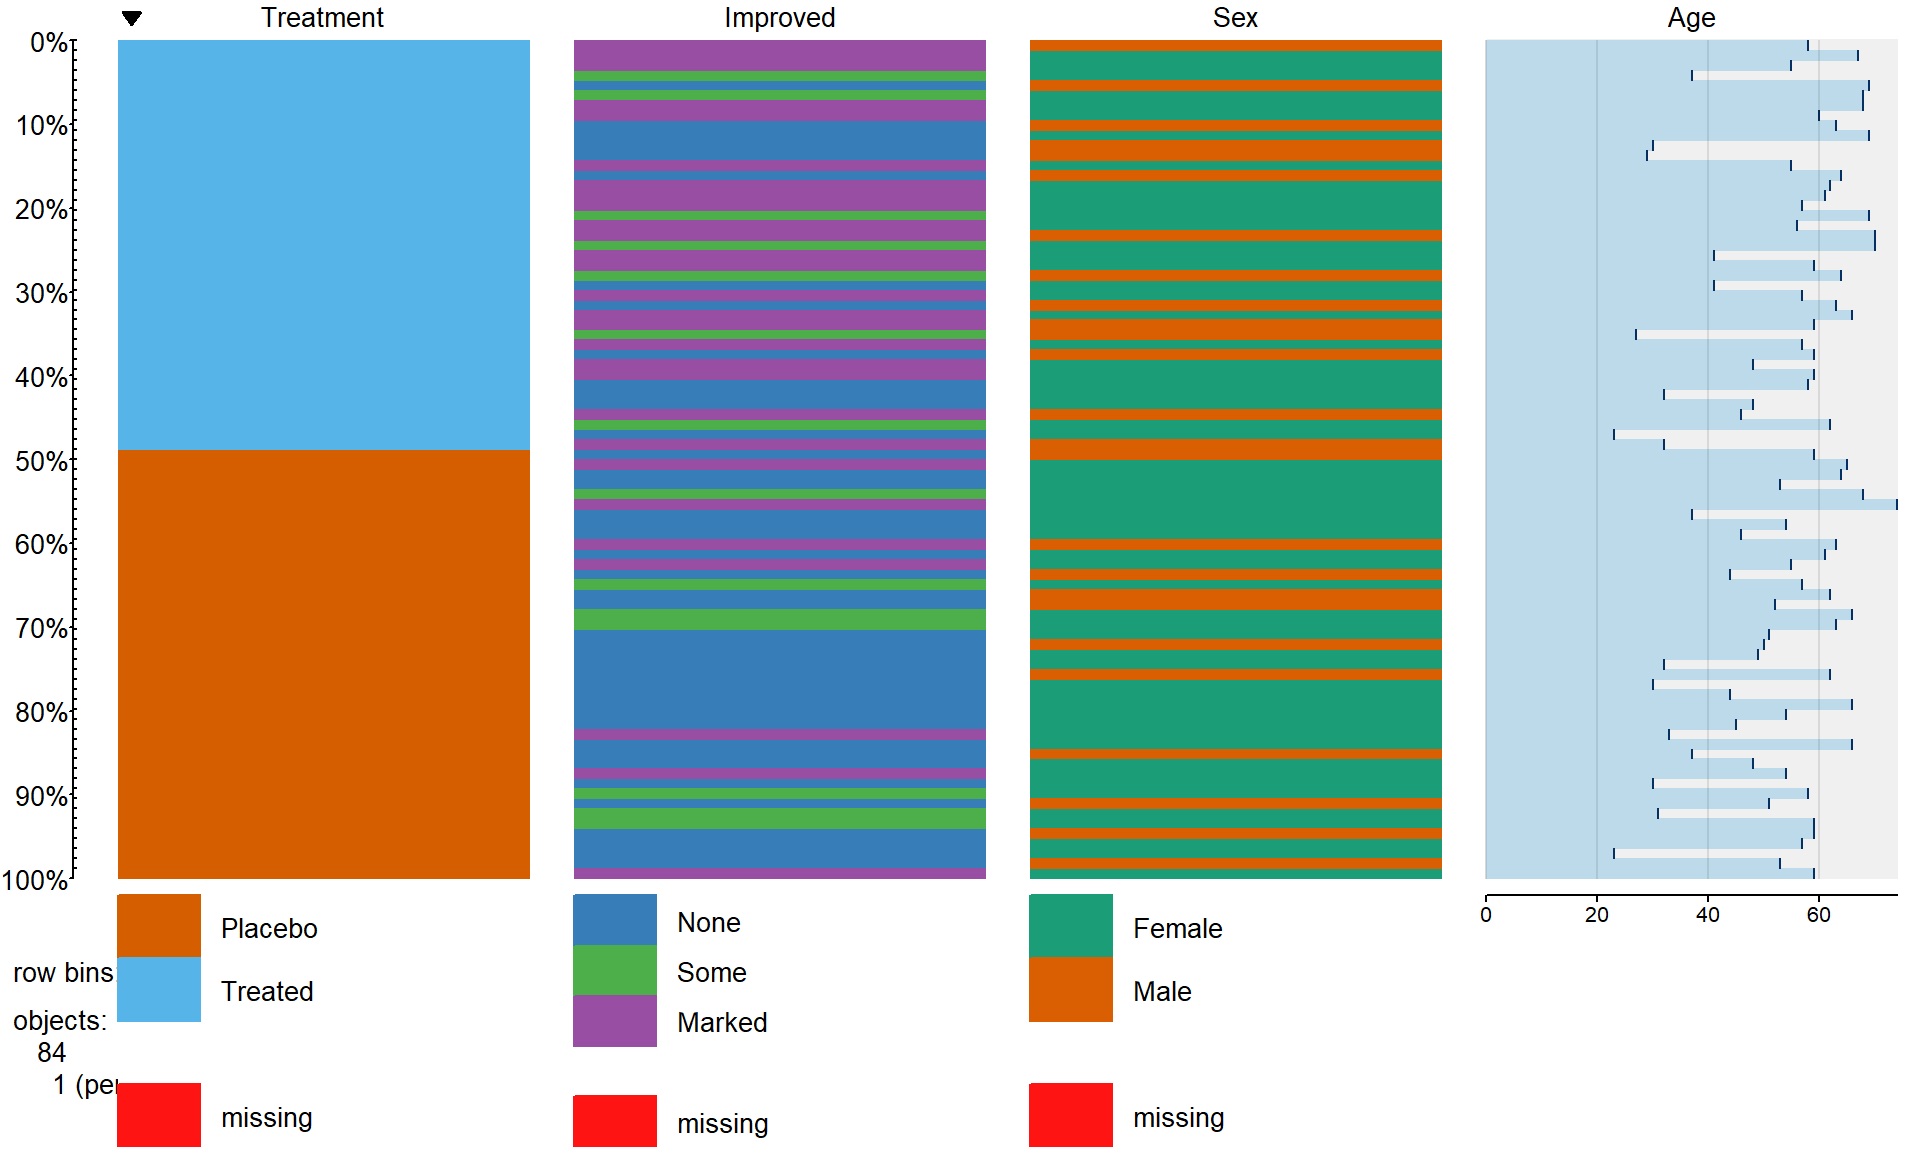 Treatment Improved Sex Age
0%
10%
20%
30%
40%
50%
60%
70%
80%
90%
100%
0 20 40 60
Placebo
Treated
missing
None
Some
Marked
missing
Female
Male
missing
row bins:
objects:
84
1 (per